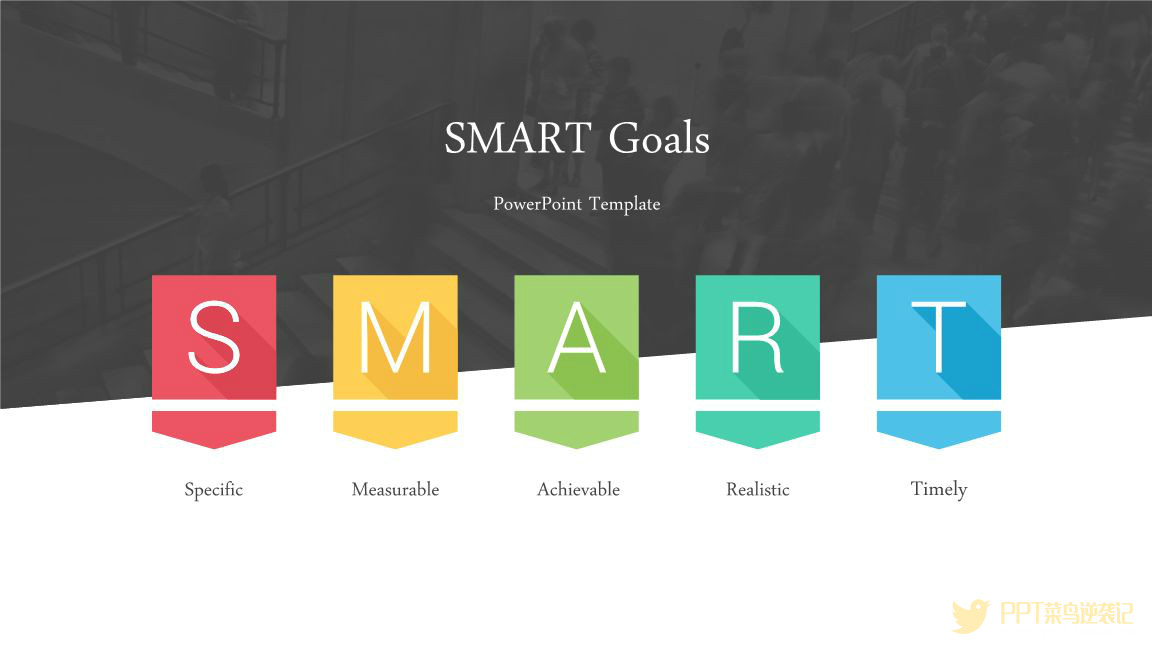 SMART Goals
PowerPoint Template
S M A R T
Specific Measurable Achievable Realistic Timely
PPT菜鸟逆袭记